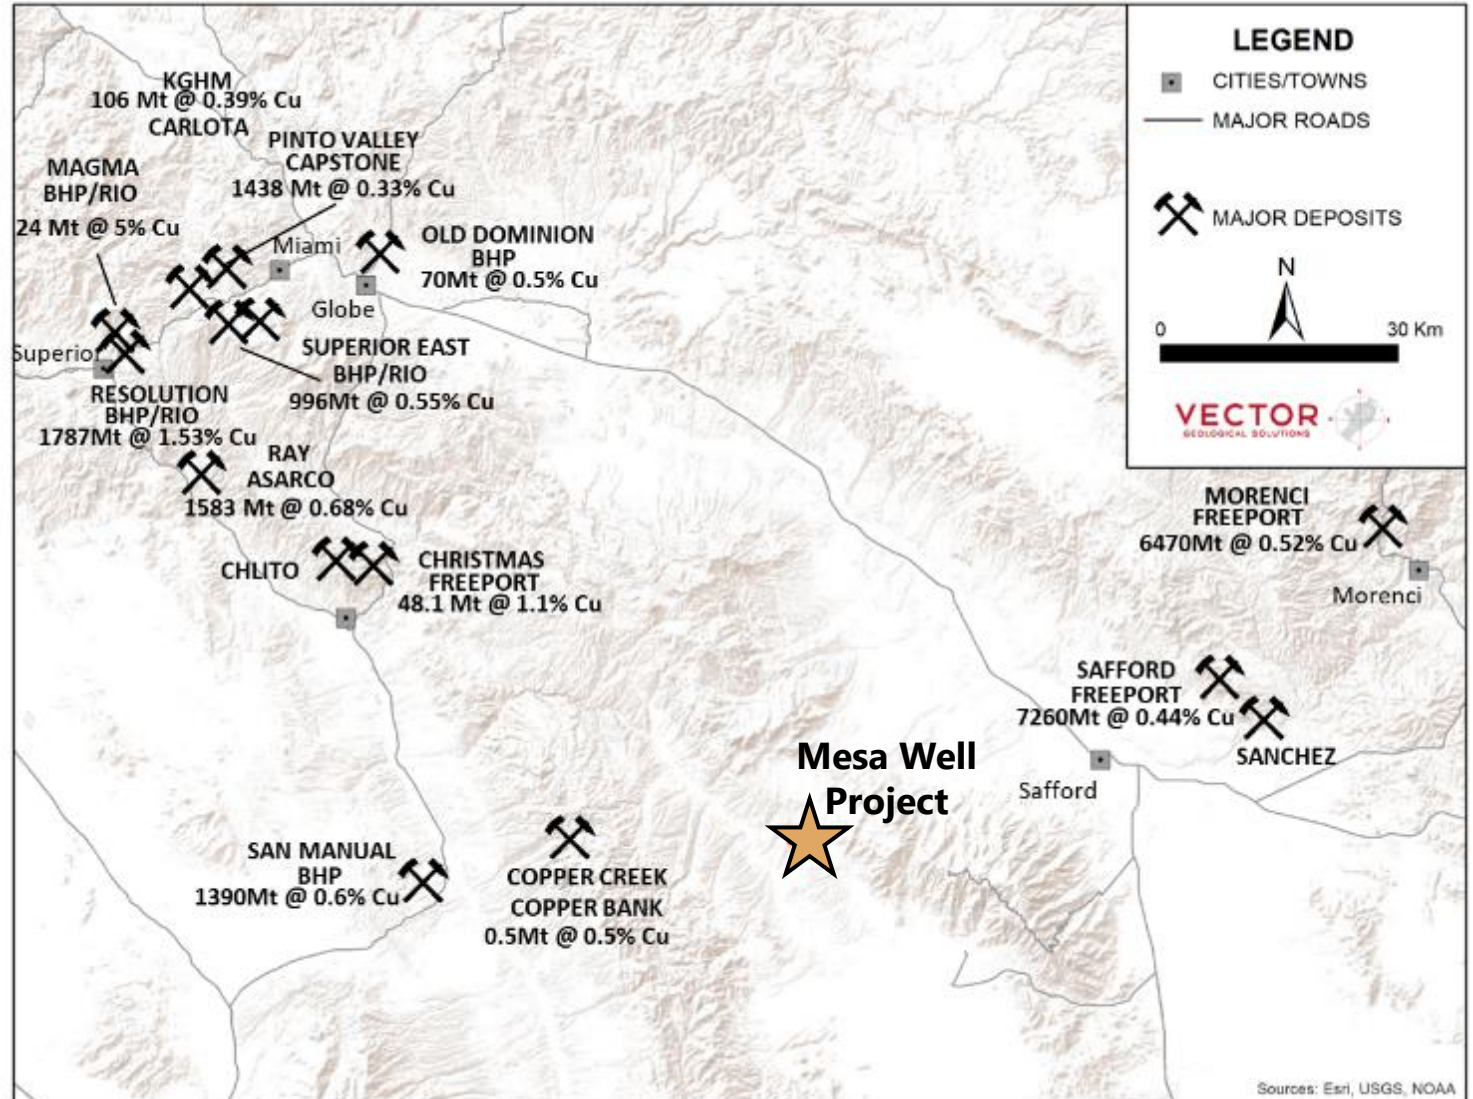 KGHM
106 Mt @ 0.39% Cu
CARLOTA
PINTO VALLEY
CAPSTONE
1438 Mt @ 0.33% Cu
MAGMA
BHP/RIO
24 Mt @ 5% Cu
Miami
OLD DOMINION
BHP
70Mt @ 0.5% Cu
Globe
Superior
SUPERIOR EAST
BHP/RIO
996Mt @ 0.55% Cu
RESOLUTION
BHP/RIO
1787Mt @ 1.53% Cu
RAY
ASARCO
1583 Mt @ 0.68% Cu
CHLITO
CHRISTMAS
FREEPORT
48.1 Mt @ 1.1% Cu
LEGEND
CITIES/TOWNS
MAJOR ROADS
MAJOR DEPOSITS
N
0 30 Km
VECTOR
GEOLOGICAL SOLUTIONS
MORENCI
FREEPORT
6470Mt @ 0.52% Cu
Morenci
SAFFORD
FREEPORT
7260Mt @ 0.44% Cu
SANCHEZ
Safford
Mesa Well
Project
SAN MANUAL
BHP
1390Mt @ 0.6% Cu
COPPER CREEK
COPPER BANK
0.5Mt @ 0.5% Cu
Sources: Esri, USGS, NOAA